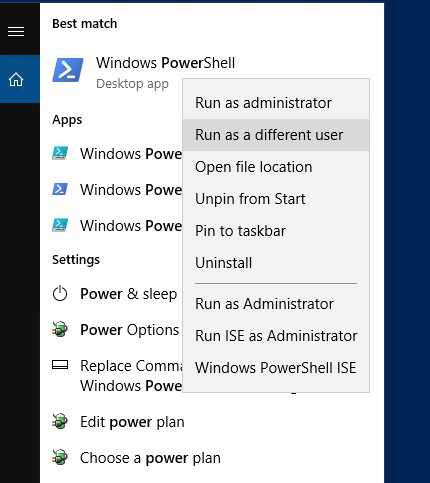 Best match
Windows PowerShell
Desktop app
Run as administrator
Apps
Run as a different user
Windows Powe
Open file location
Windows Powe
Unpin from Start
Windows Powe
Pin to taskbar
Settings
Uninstall
Power & sleep
Run as Administrator
Power Options
Run ISE as Administrator
Replace Comma
Windows PowerShell ISE
Windows Powe
Edit power plan
Choose a power plan